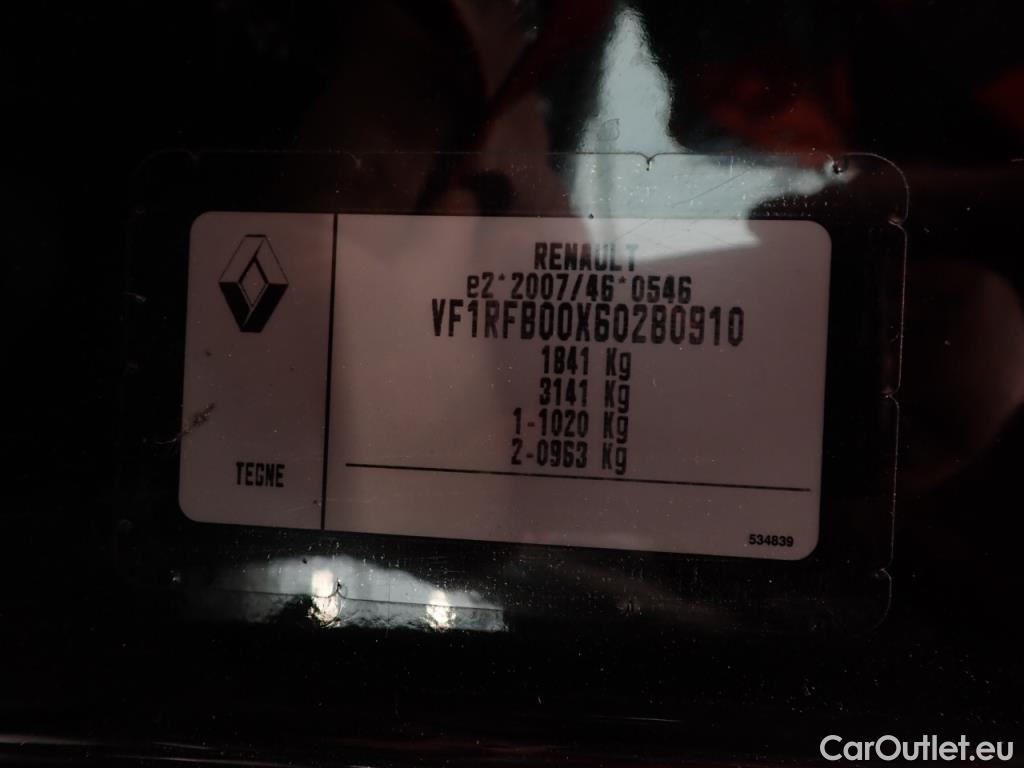 RENAULT
e2*2007/46*0546
VF1RFB00X60280910
1841 Kg
3141 Kg
1-1020 Kg
2-0963 Kg
TEGNE
534839
CarOutlet.eu